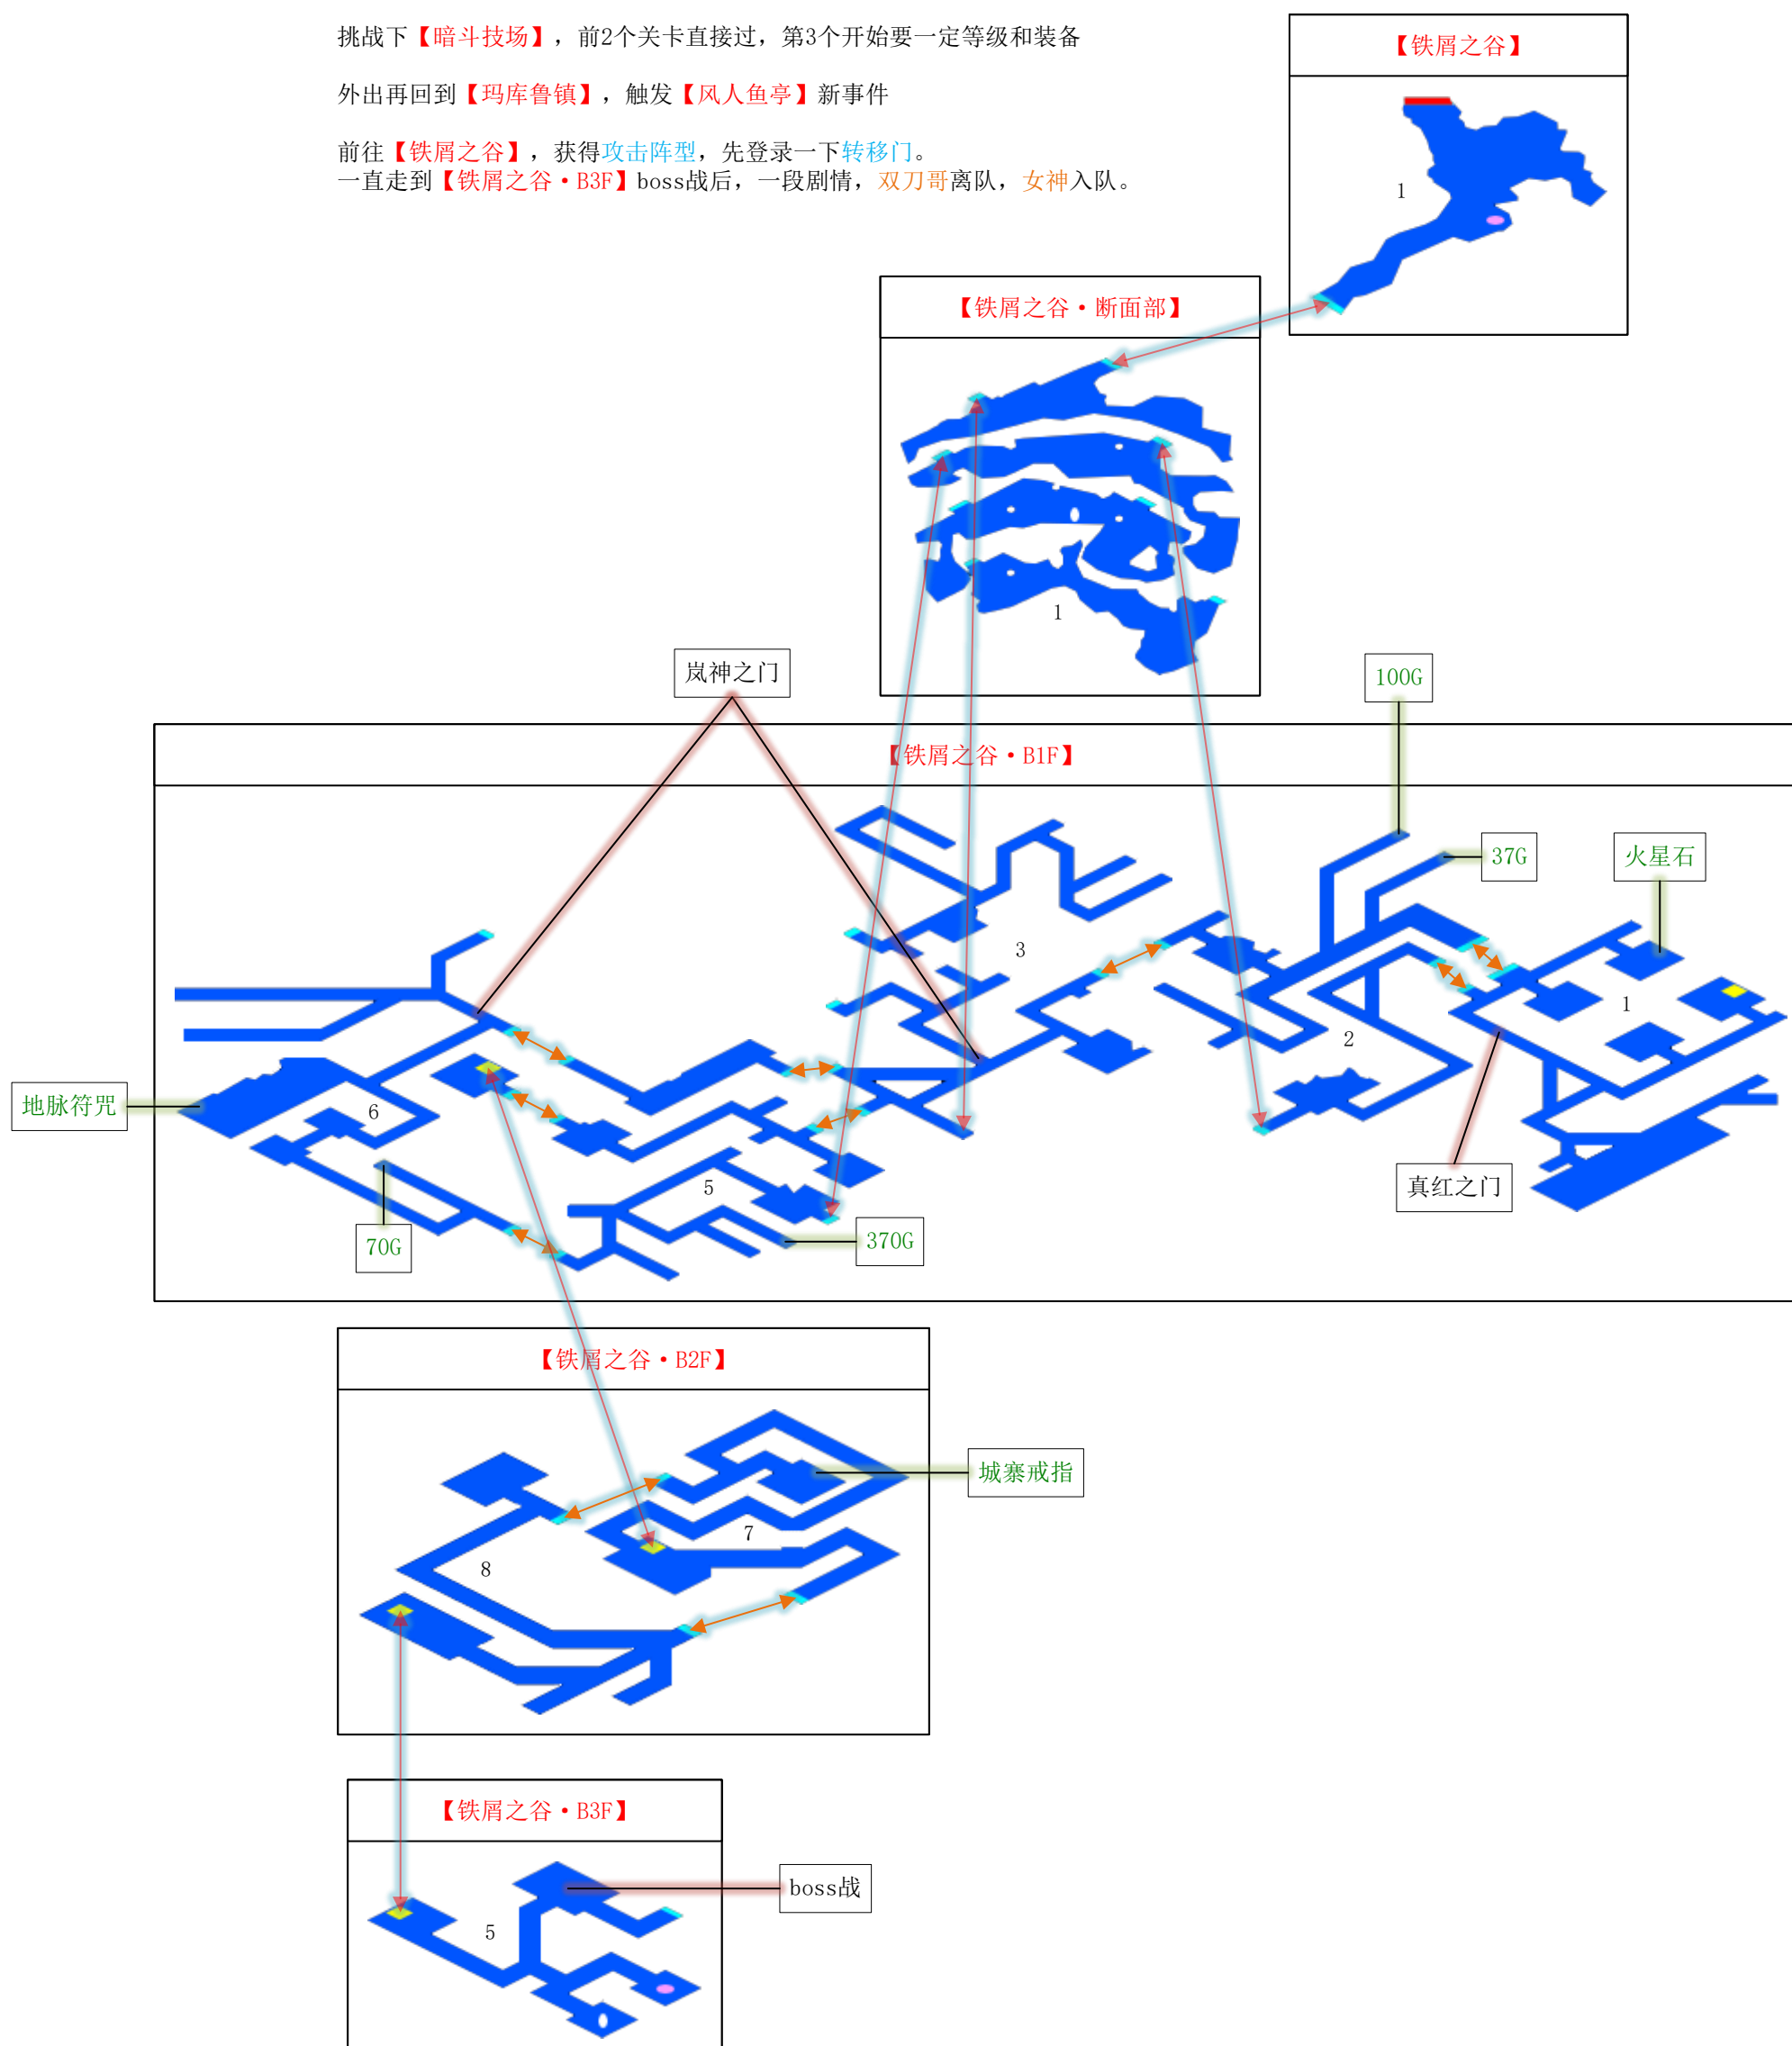 挑战下【暗斗技场】，前2个关卡直接过，第3个开始要一定等级和装备
外出再回到【玛库鲁镇】，触发【风人鱼亭】新事件
前往【铁屑之谷】，获得攻击阵型，先登录一下转移门。
一直走到【铁屑之谷·B3F】boss战后，一段剧情，双刀哥离队，女神入队。
【铁屑之谷】
1
【铁屑之谷·断面部】
1
岚神之门
100G
【铁屑之谷·B1F】
37G
火星石
3
1
2
地脉符咒
6
5
真红之门
70G
370G
【铁屑之谷·B2F】
城寨戒指
7
8
【铁屑之谷·B3F】
boss战
5